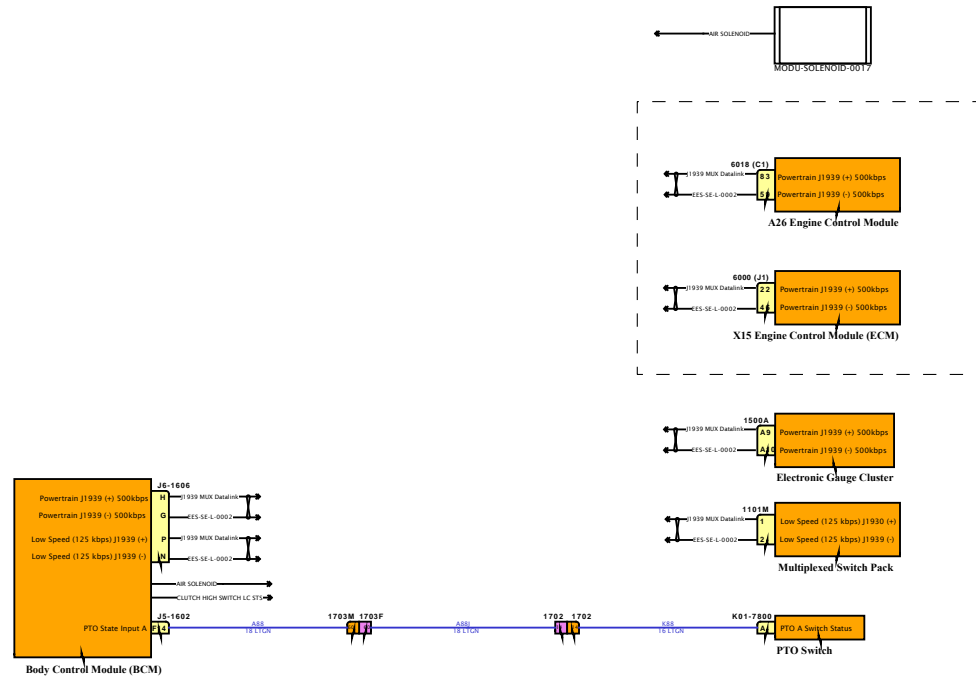 AIR SOLENOID
MODU-SOLENOID-0017
6018 (C1)
J1939 MUX Datalink
83
Powertrain J1939 (+) 500kbps
EES-SE-L-0002
Powertrain J1939 (-) 500kbps
A26 Engine Control Module
6000 (J1)
J1939 MUX Datalink
22
Powertrain J1939 (+) 500kbps
EES-SE-L-0002
Powertrain J1939 (-) 500kbps
X15 Engine Control Module (ECM)
1500A
J1939 MUX Datalink
A9
Powertrain J1939 (+) 500kbps
EES-SE-L-0002
A10
Powertrain J1939 (-) 500kbps
Electronic Gauge Cluster
J6-1606
Powertrain J1939 (+) 500kbps
H
J1939 MUX Datalink
Powertrain J1939 (-) 500kbps
G
EES-SE-L-0002
Low Speed (125 kbps) J1939 (+)
P
J1939 MUX Datalink
Low Speed (125 kbps) J1939 (-)
N
EES-SE-L-0002
1101M
J1939 MUX Datalink
1
Low Speed (125 kbps) J1930 (+)
EES-SE-L-0002
2
Low Speed (125 kbps) J1939 (-)
Multiplexed Switch Pack
AIR SOLENOID
CLUTCH HIGH SWITCH LC STS
J5-1602
PTO State Input A
F4
A88
18 LTGN
1703M
1703F
A88J
18 LTGN
1702
1702
K88
16 LTGN
K01-7800
A
PTO A Switch Status
PTO Switch
Body Control Module (BCM)